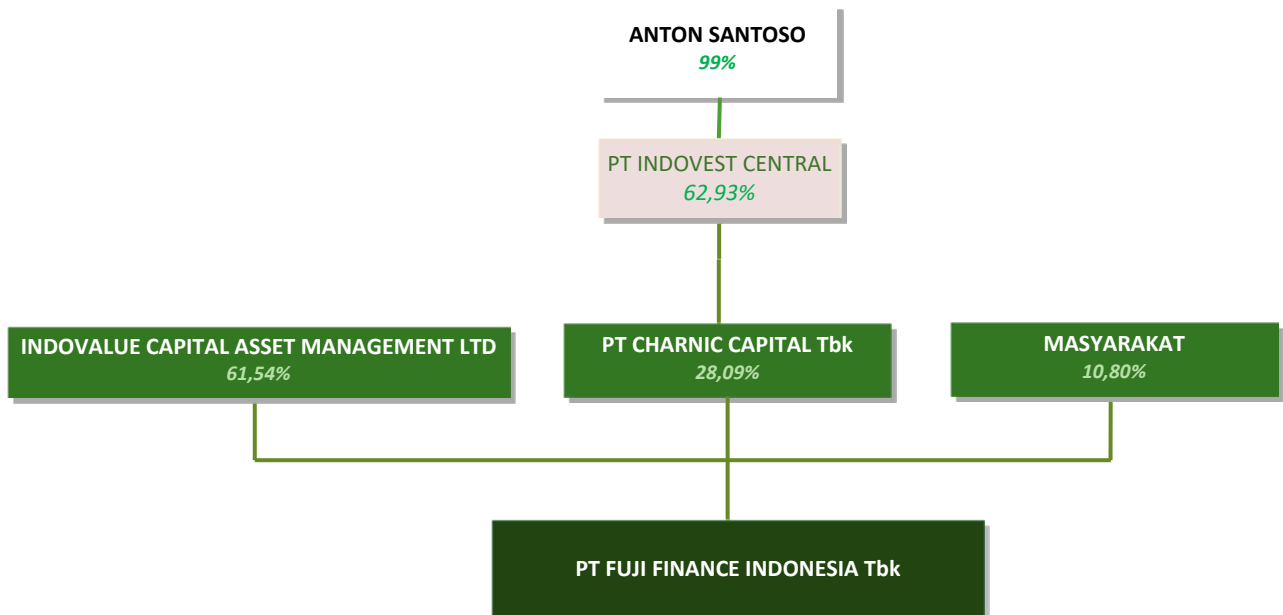 ANTON SANTOSO
99%
PT INDOVEST CENTRAL
62,93%
INDOVALUE CAPITAL ASSET MANAGEMENT LTD
61,54%
PT CHARNIC CAPITAL Tbk
28,09%
MASYARAKAT
10,80%
PT FUJI FINANCE INDONESIA Tbk